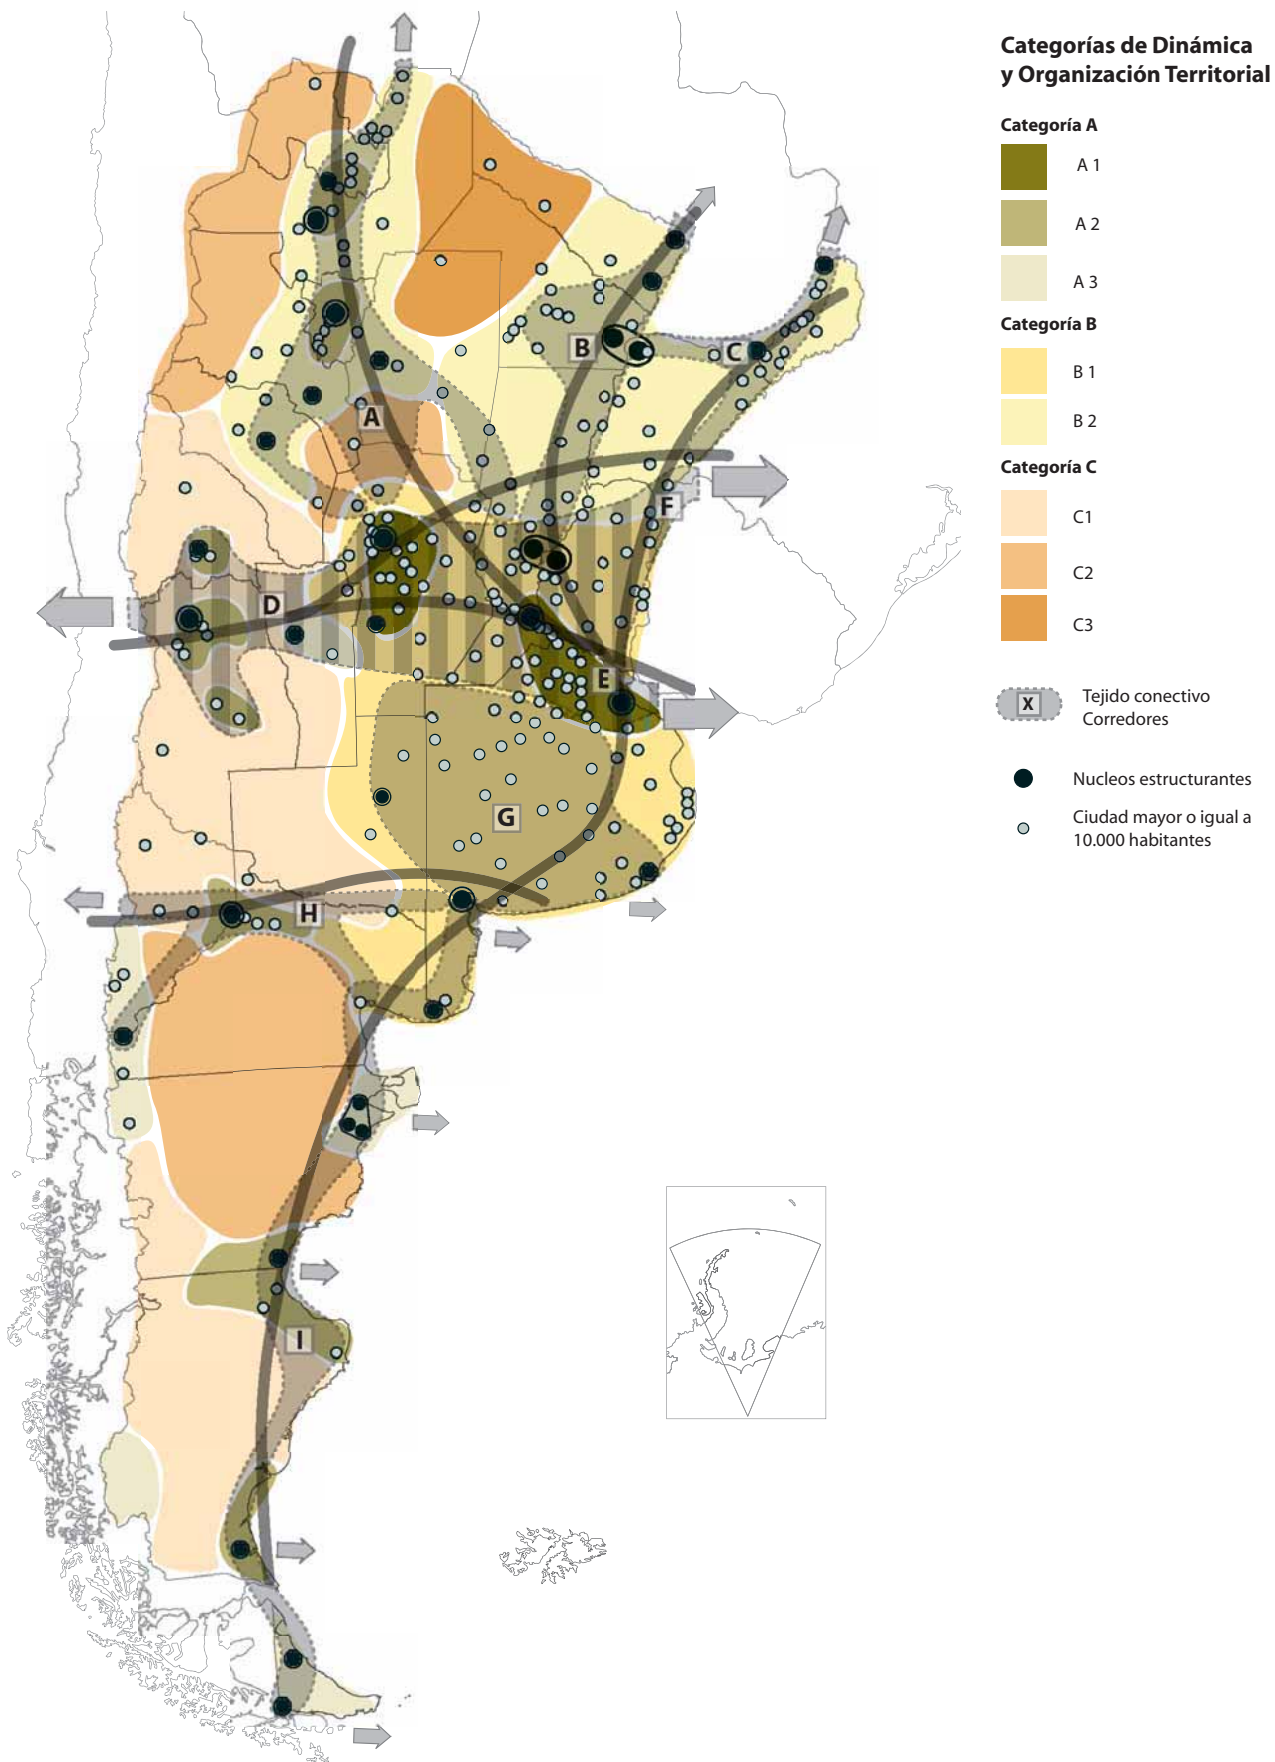 Categorías de Dinámica
y Organización Territorial
Categoría A
A 1
A 2
A 3
Categoría B
B 1
B 2
Categoría C
C1
C2
C3
X
Tejido conectivo
Corredores
Nucleos estructurantes
Ciudad mayor o igual a
10.000 habitantes
B
C
A
F
D
E
G
H
I